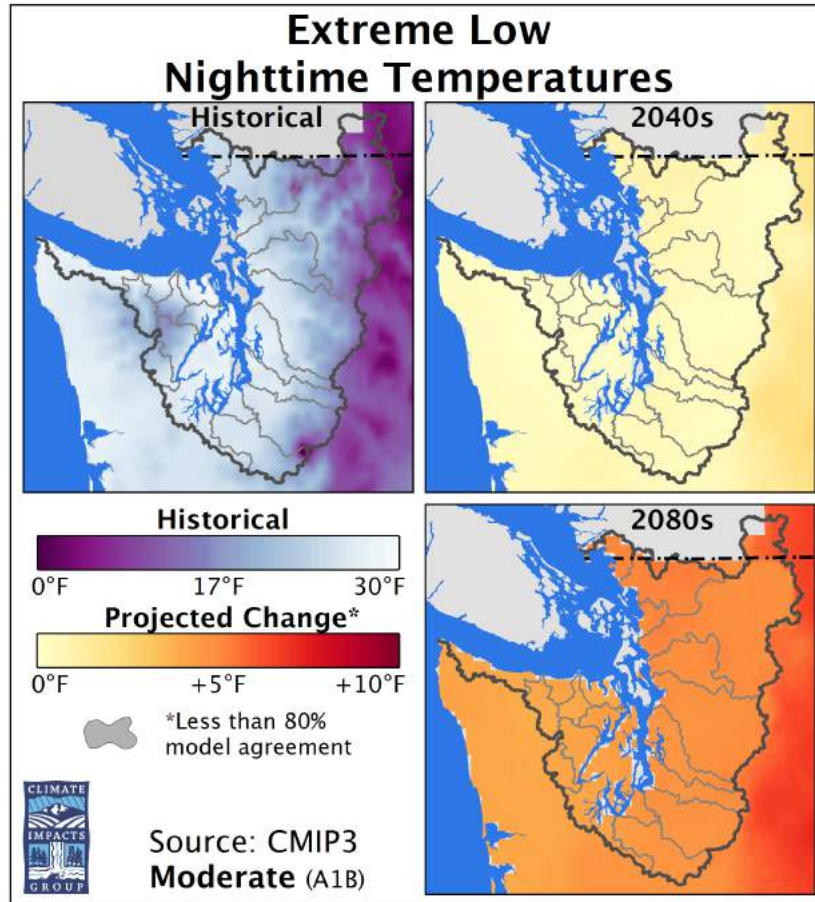 Extreme Low
Nighttime Temperatures
Historical
2040s
Historical
0°F 17°F 30°F
Projected Change*
0°F +5°F +10°F
*Less than 80%
model agreement
2080s
CLIMATE
IMPACTS
GROUP
Source: CMIP3
Moderate (A1B)